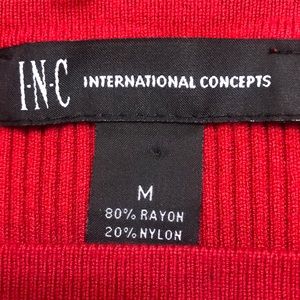 I·N·C INTERNATIONAL CONCEPTS
M
80% RAYON
20% NYLON